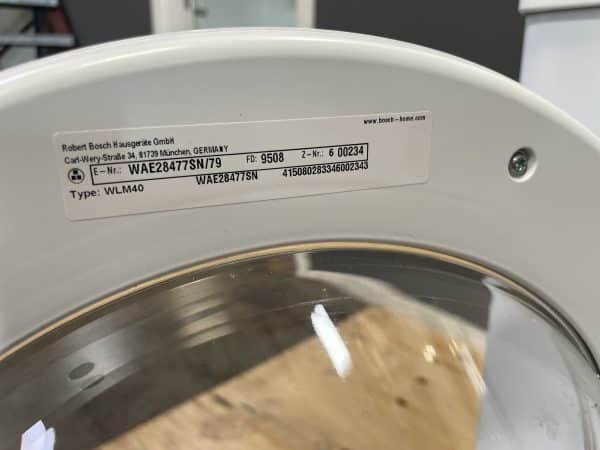 www.bosch-home.com
Robert Bosch Hausgeräte GmbH
Carl-Wery-Straße 34, 81739 München, GERMANY
E-Nr.: WAE28477SN/79 FD: 9508 Z-Nr.: 6 00234
Type: WLM40 WAE28477SN 415080283346002343